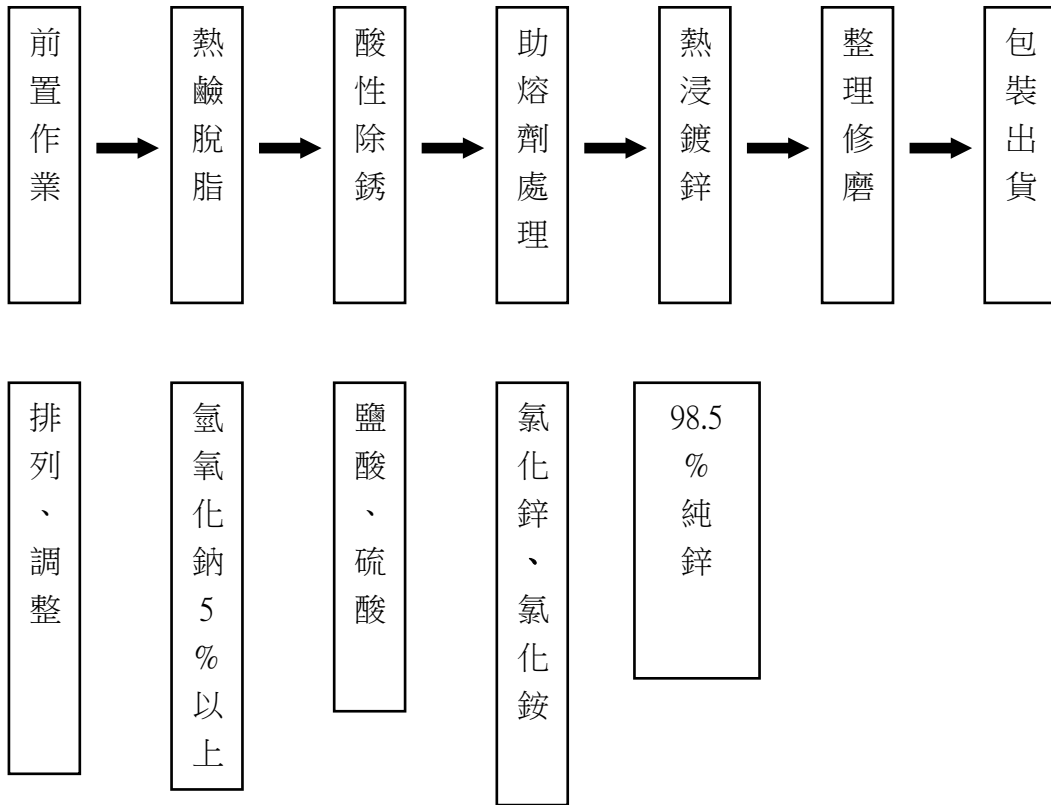 前置作業
熱鹼脫脂
酸性除銹
助熔劑處理
熱浸鍍鋅
整理修磨
包裝出貨
排列、調整
氫氧化鈉5%以上
鹽酸、硫酸
氯化鋅、氯化銨
98.5%純鋅